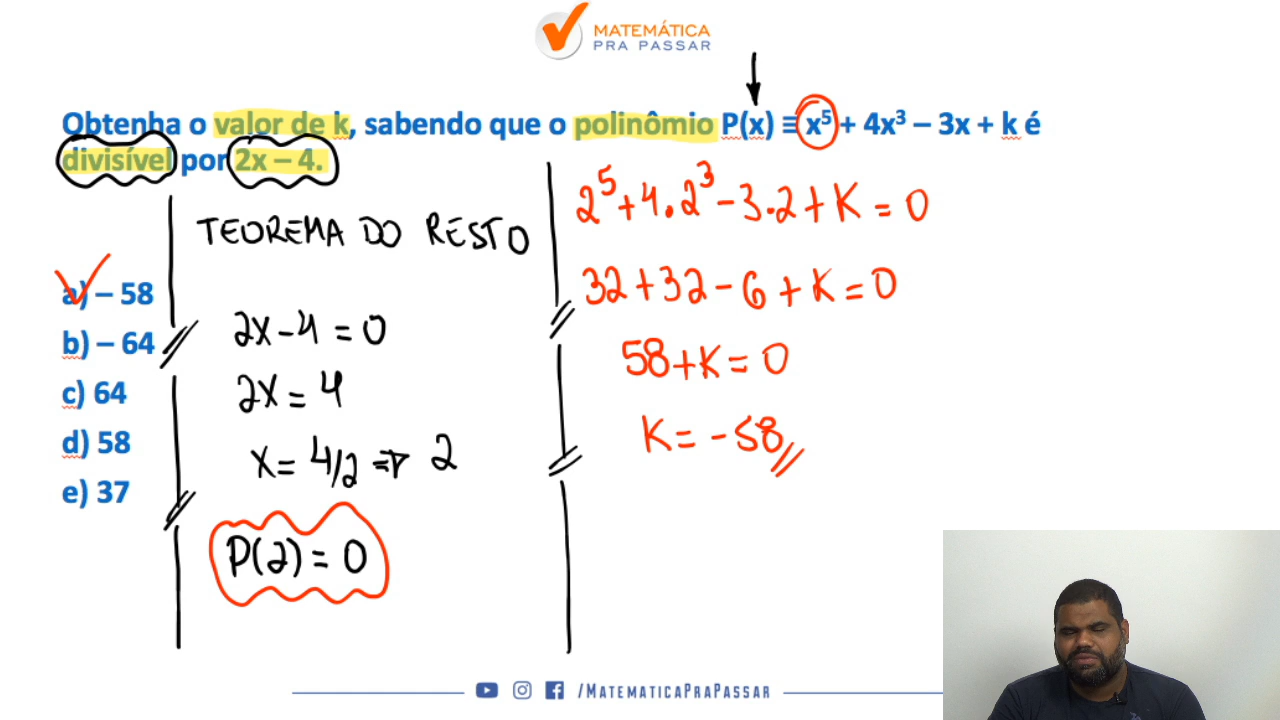 MATEMÁTICA
PRA PASSAR
Obtenha o valor de k, sabendo que o polinômio P(x) ≡ x⁵ + 4x³ – 3x + k é
divisível por 2x – 4.
a) – 58
b) – 64
c) 64
d) 58
e) 37
TEOREMA DO RESTO
2x - 4 = 0
2x = 4
x = 4/2 ⇒ 2
P(2) = 0
2⁵ + 4 · 2³ - 3 · 2 + K = 0
32 + 32 - 6 + K = 0
58 + K = 0
K = - 58
/MATEMATICAPRAPASSAR